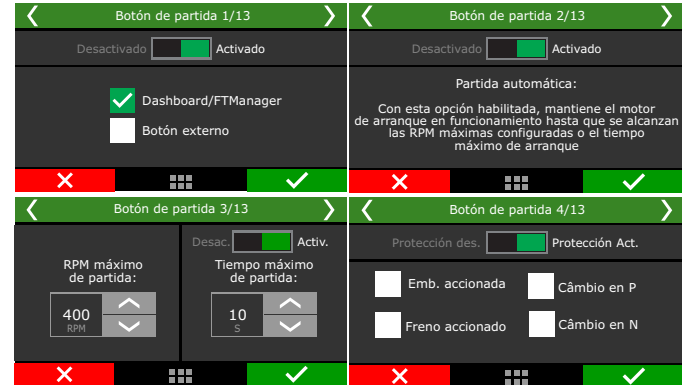 Botón de partida 1/13
Desactivado
Activado
Dashboard/FTManager
Botón externo
Botón de partida 2/13
Desactivado
Activado
Partida automática:
Con esta opción habilitada, mantiene el motor
de arranque en funcionamiento hasta que se alcanzan
las RPM máximas configuradas o el tiempo
máximo de arranque
Botón de partida 3/13
RPM máximo
de partida:
400
RPM
Desac.
Activ.
Tiempo máximo
de partida:
10
S
Botón de partida 4/13
Protección des.
Protección Act.
Emb. accionada
Câmbio en P
Freno accionado
Câmbio en N